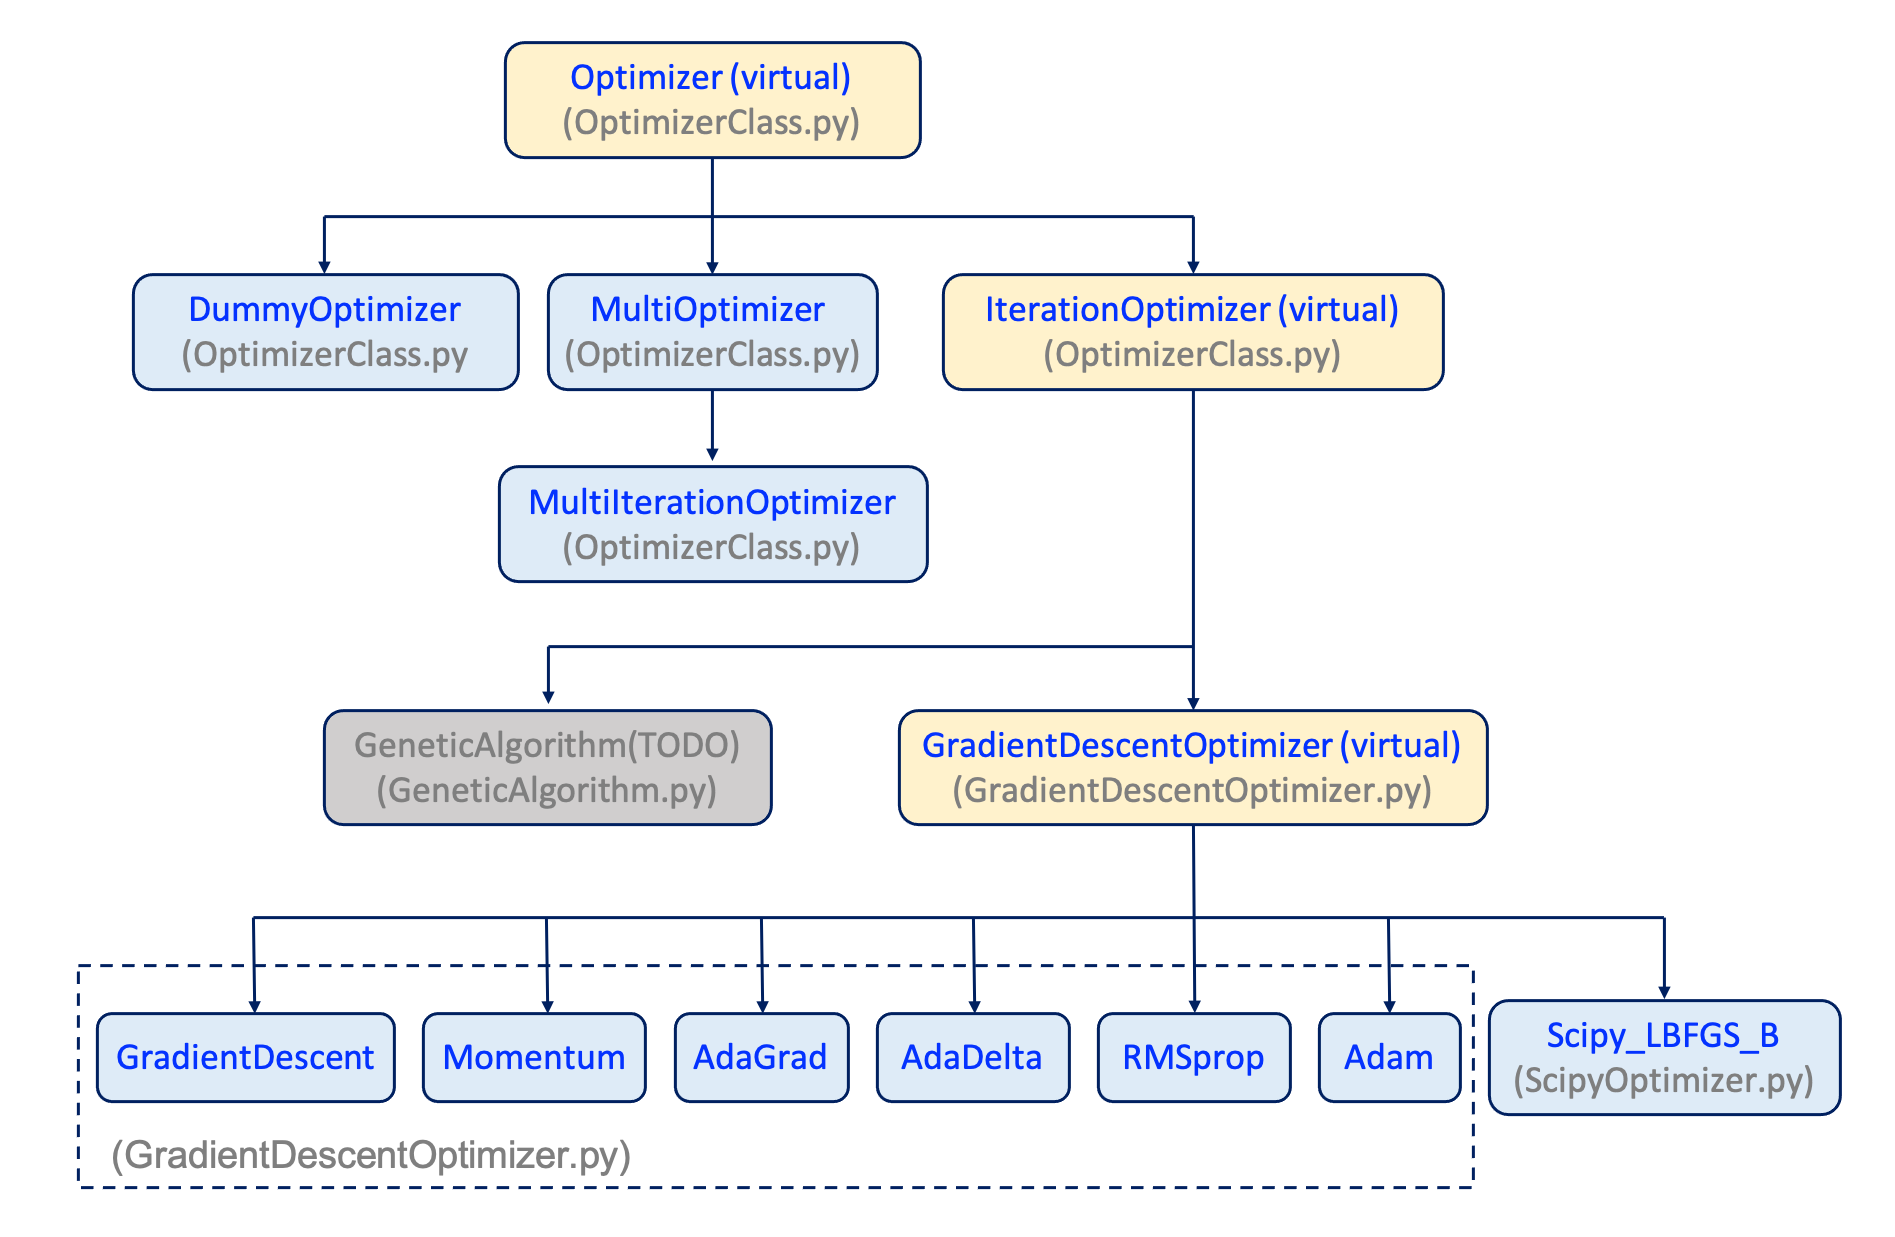 Optimizer (virtual)
(OptimizerClass.py)
DummyOptimizer
(OptimizerClass.py
MultiOptimizer
(OptimizerClass.py)
IterationOptimizer (virtual)
(OptimizerClass.py)
MultiIterationOptimizer
(OptimizerClass.py)
GeneticAlgorithm(TODO)
(GeneticAlgorithm.py)
GradientDescentOptimizer (virtual)
(GradientDescentOptimizer.py)
GradientDescent
Momentum
AdaGrad
AdaDelta
RMSprop
Adam
Scipy_LBFGS_B
(ScipyOptimizer.py)
(GradientDescentOptimizer.py)